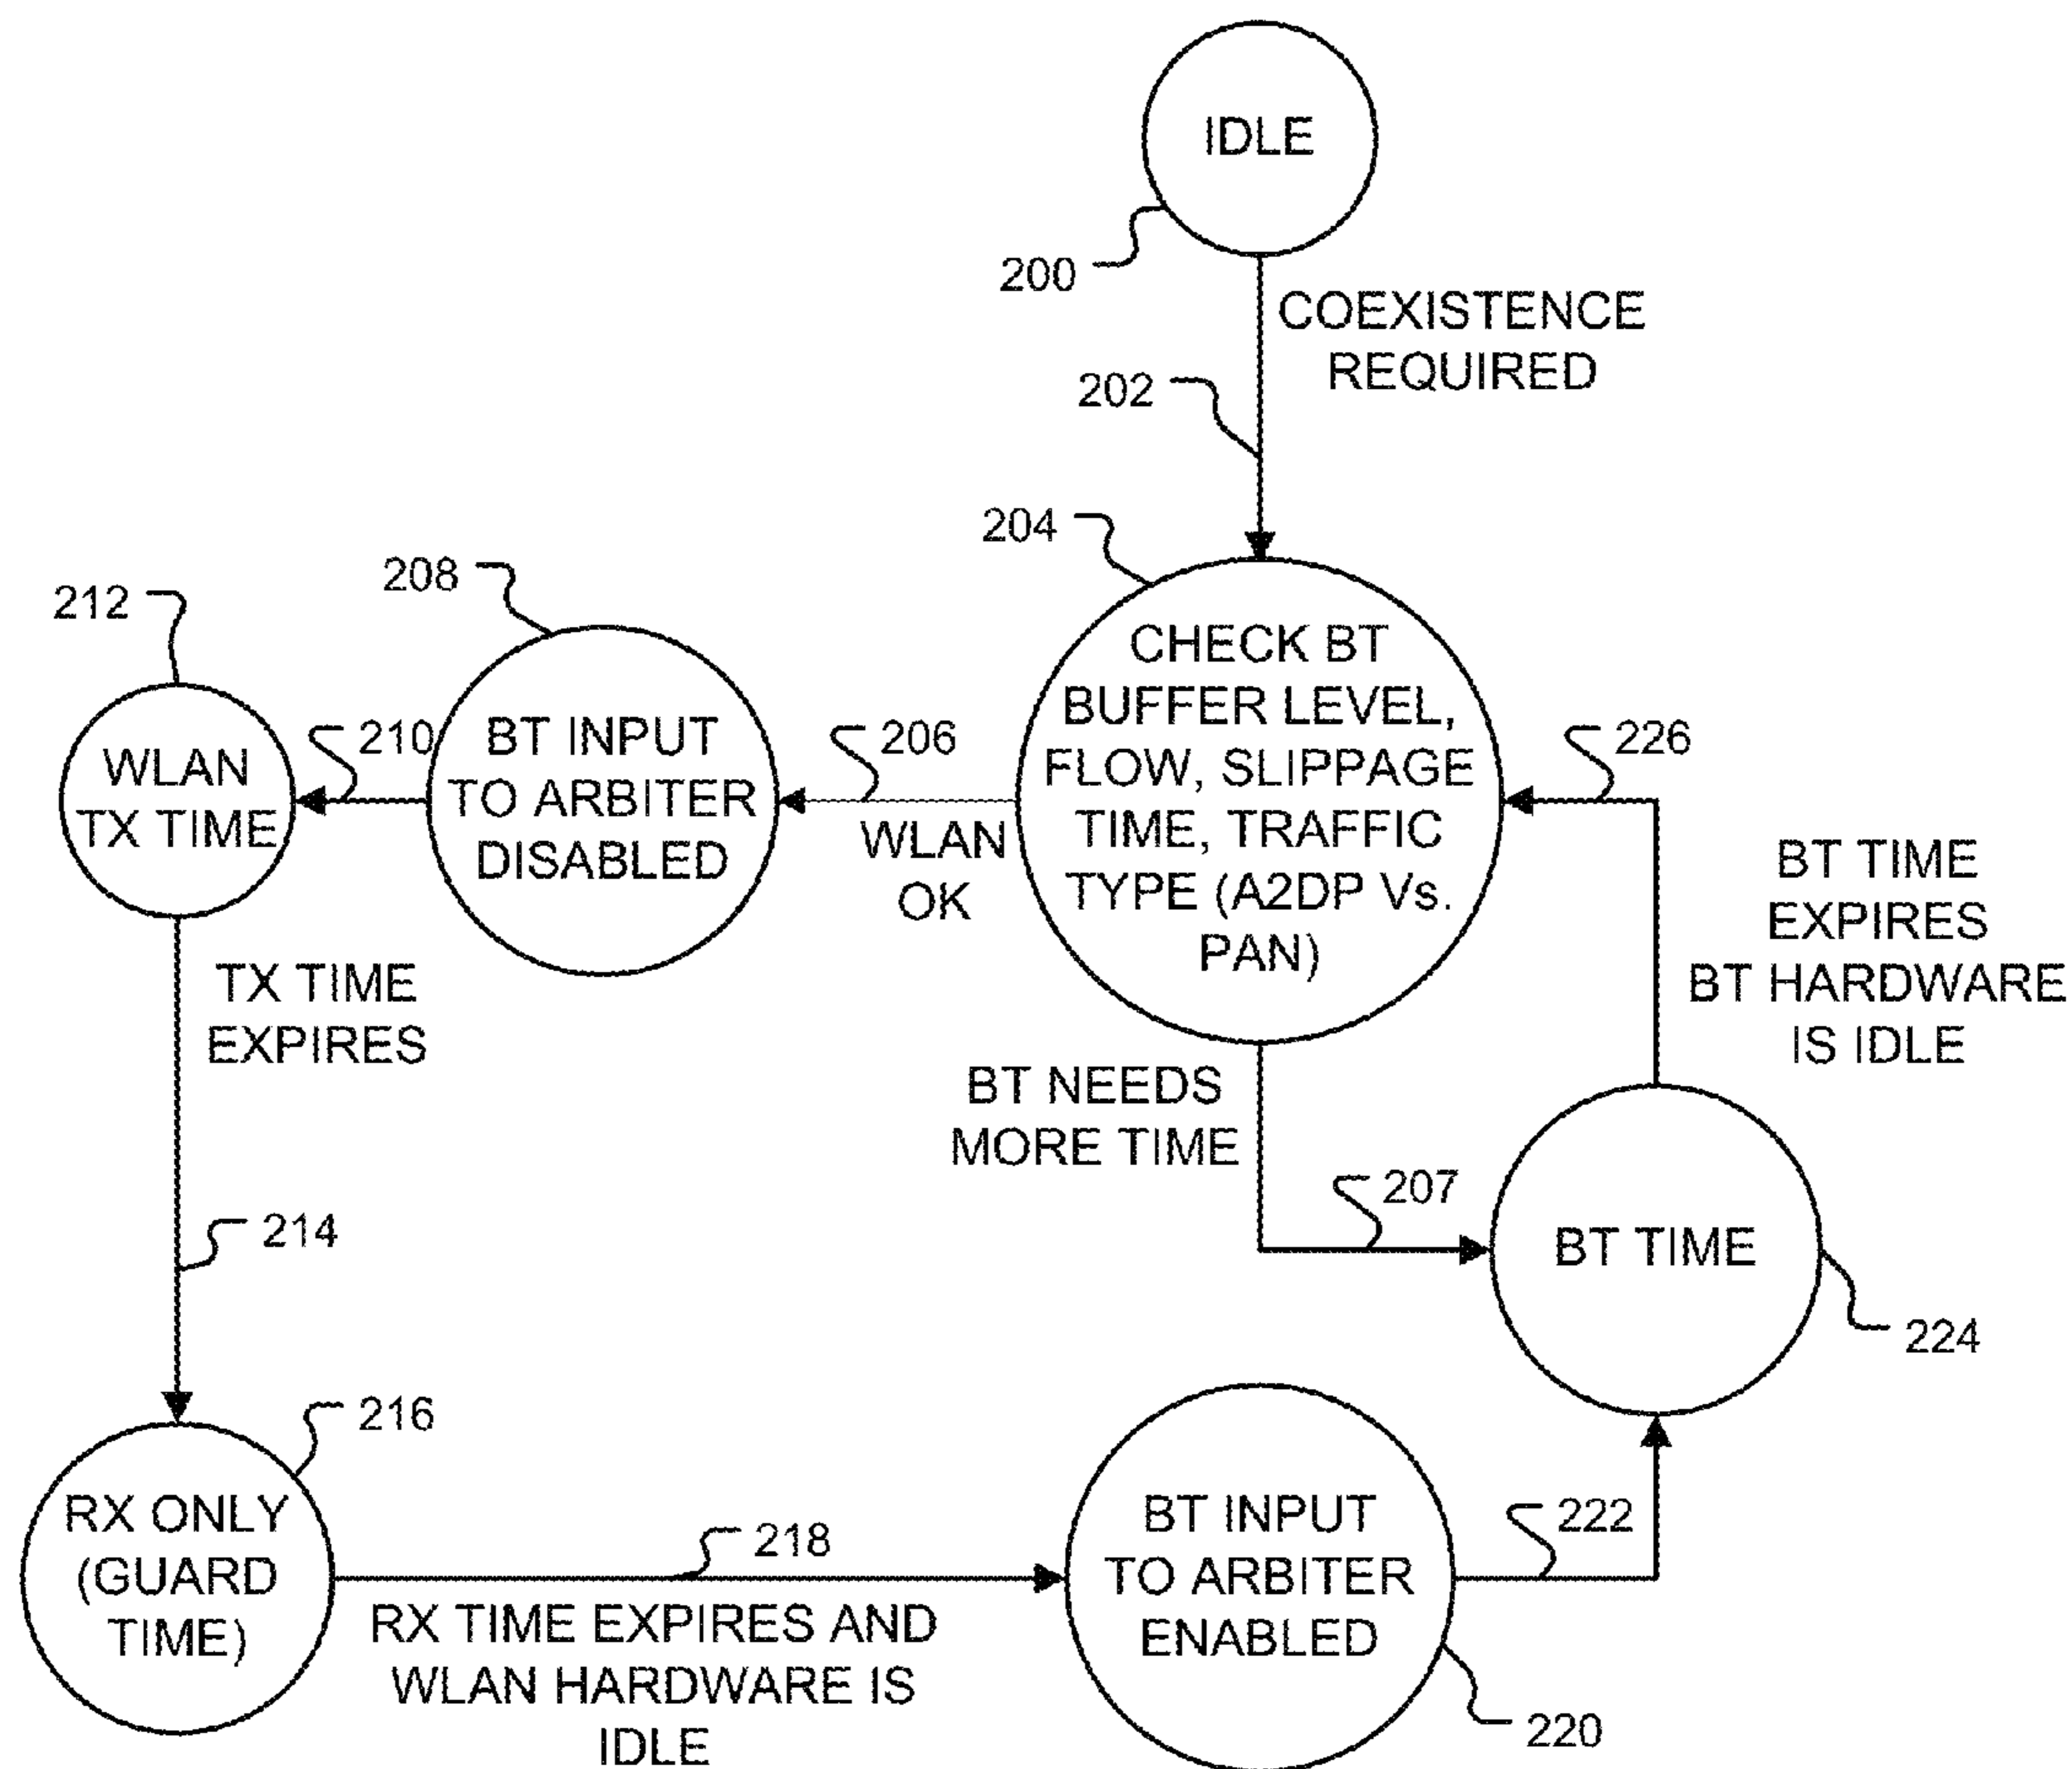 IDLE
200
COEXISTENCE
REQUIRED
202
204
CHECK BT
BUFFER LEVEL,
FLOW, SLIPPAGE
TIME, TRAFFIC
TYPE (A2DP Vs.
PAN)
208
212
BT INPUT
TO ARBITER
DISABLED
206
WLAN
OK
210
WLAN
TX TIME
226
BT TIME
EXPIRES
BT HARDWARE
IS IDLE
TX TIME
EXPIRES
BT NEEDS
MORE TIME
207
214
BT TIME
224
216
RX ONLY
(GUARD
TIME)
218
RX TIME EXPIRES AND
WLAN HARDWARE IS
IDLE
BT INPUT
TO ARBITER
ENABLED
222
220